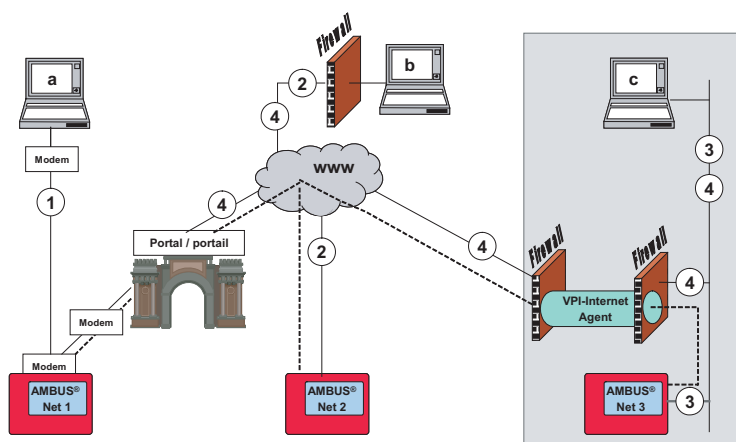 Firewall
a
b
c
2
Modem
4
3
www
4
1
4
Portal / portail
2
4
Firewall
Firewall
4
VPI-Internet
Agent
Modem
Modem
AMBUS®
Net 1
AMBUS®
Net 2
AMBUS®
Net 3
3